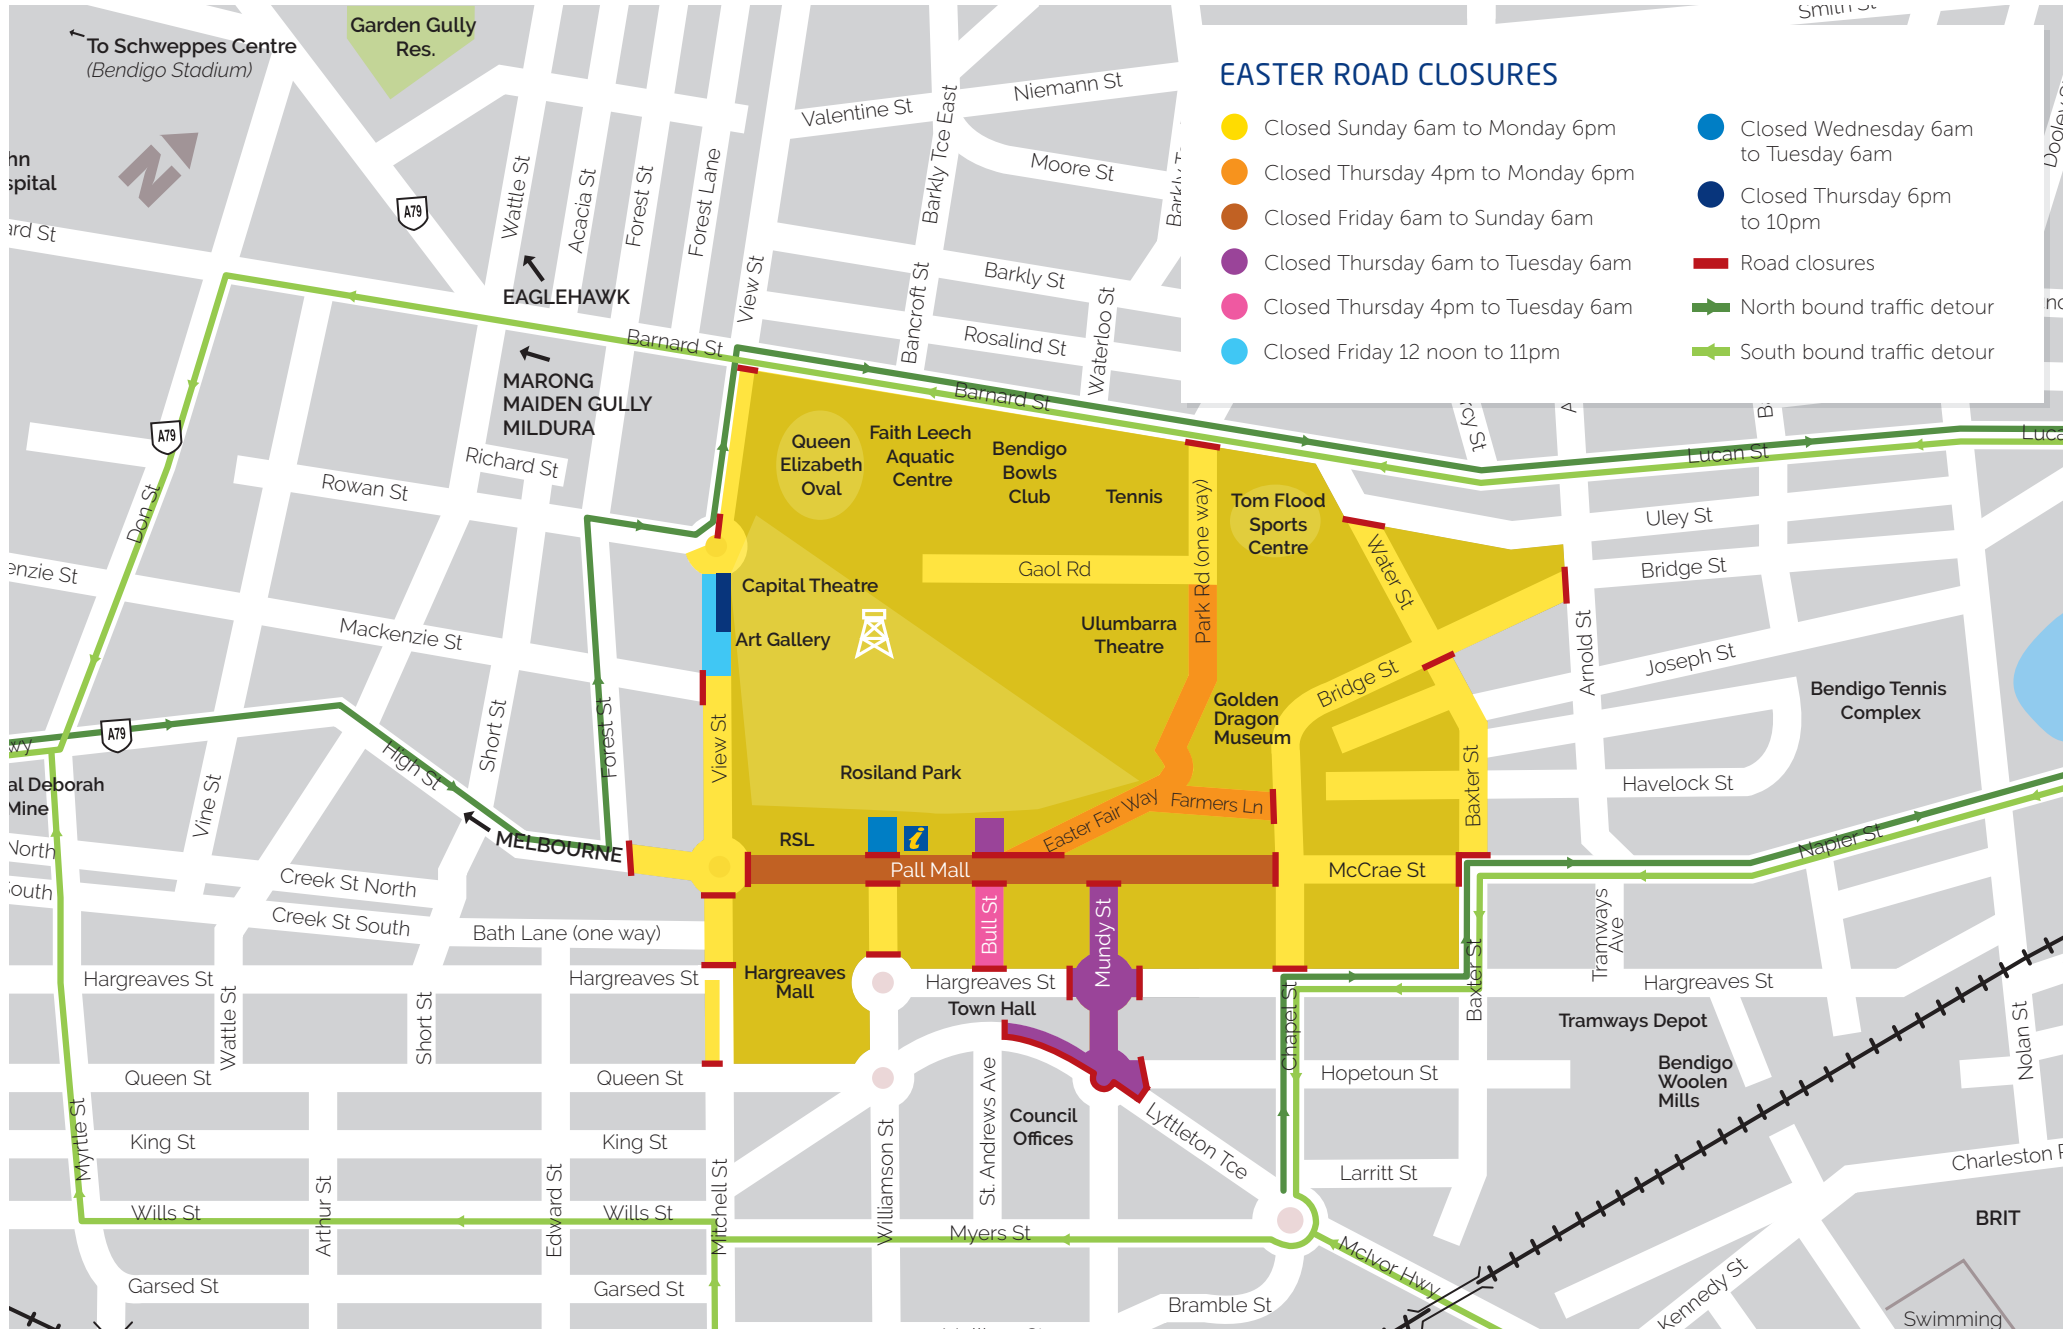 Smith St
Garden Gully
Res.
To Schweppes Centre
(Bendigo Stadium)
EASTER ROAD CLOSURES
Closed Sunday 6am to Monday 6pm
Closed Thursday 4pm to Monday 6pm
Closed Friday 6am to Sunday 6am
Closed Thursday 6am to Tuesday 6am
Closed Thursday 4pm to Tuesday 6am
Closed Friday 12 noon to 11pm
Closed Wednesday 6am
to Tuesday 6am
Closed Thursday 6pm
to 10pm
Road closures
North bound traffic detour
South bound traffic detour
Niemann St
Valentine St
Barkly Tce East
Moore St
Wattle St
Acacia St
Forest St
Forest Lane
View St
N
A79
Barkly St
Bancroft St
Rosalind St
Waterloo St
EAGLEHAWK
Barnard St
MARONG
MAIDEN GULLY
MILDURA
Barnard St
Lucan St
Richard St
Rowan St
A79
Don St
Queen
Elizabeth
Oval
Faith Leech
Aquatic
Centre
Bendigo
Bowls
Club
Tennis
Park Rd (one way)
Tom Flood
Sports
Centre
Uley St
Bridge St
Water St
Gaol Rd
Capital Theatre
Art Gallery
Ulumbarra
Theatre
Mackenzie St
Arnold St
Joseph St
Bridge St
Bendigo Tennis
Complex
Golden
Dragon
Museum
A79
High St
Short St
Forest St
View St
Rosiland Park
Baxter St
Havelock St
Vine St
MELBOURNE
RSL
i
Easter Fair Way
Farmers Ln
Napier St
Pall Mall
McCrae St
North
Creek St North
Creek St South
Bath Lane (one way)
Bull St
Mundy St
Tramways
Ave
Baxter St
Hargreaves St
Hargreaves St
Hargreaves
Mall
Hargreaves St
Hargreaves St
Town Hall
Wattle St
Short St
Chapel St
Tramways Depot
Nolan St
Queen St
Queen St
Hopetoun St
Bendigo
Woolen
Mills
St. Andrews Ave
Council
Offices
Lyttleton Tce
Myrtle St
King St
King St
Williamson St
Mitchell St
Larritt St
Charleston
Arthur St
Edward St
Wills St
Wills St
Myers St
BRIT
McIvor Hwy
Garsed St
Garsed St
Bramble St
Kennedy St
Swimming